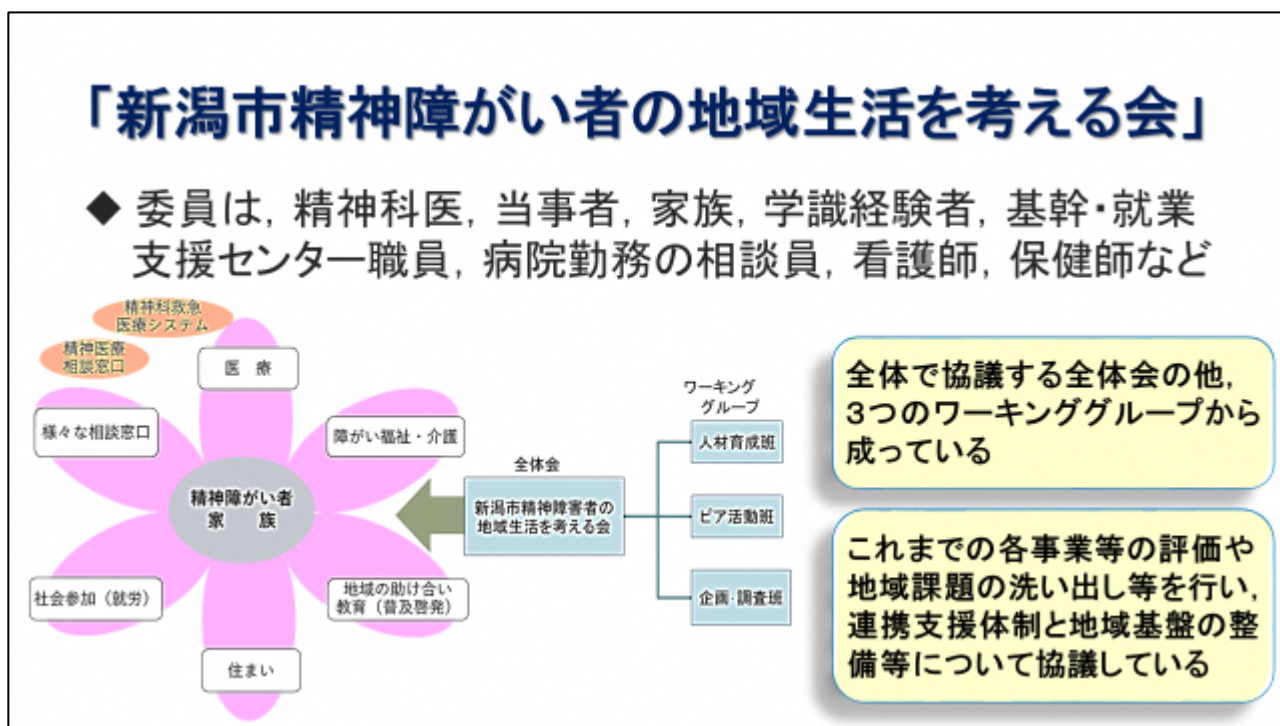 「新潟市精神障がい者の地域生活を考える会」
◆ 委員は，精神科医，当事者，家族，学識経験者，基幹・就業
支援センター職員，病院勤務の相談員，看護師，保健師など
精神科救急
医療システム
精神医療
相談窓口
医 療
様々な相談窓口
障がい福祉・介護
精神障がい者
家 族
社会参加（就労）
地域の助け合い
教育（普及啓発）
住まい
全体会
新潟市精神障害者の
地域生活を考える会
ワーキング
グループ
人材育成班
ピア活動班
企画・調査班
全体で協議する全体会の他，
３つのワーキンググループから
成っている
これまでの各事業等の評価や
地域課題の洗い出し等を行い，
連携支援体制と地域基盤の整
備等について協議している